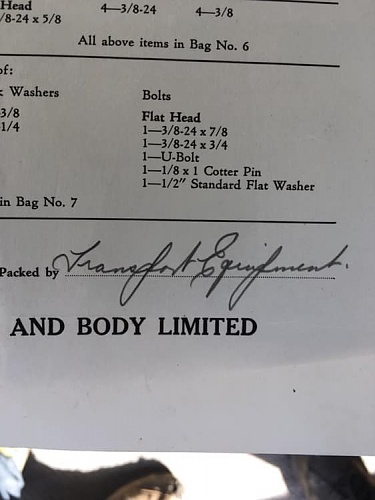 Head 4—3/8-24 4—3/8
/8-24 x 5/8
All above items in Bag No. 6
of:
Washers Bolts
3/8 Flat Head
1/4 1—3/8-24 x 7/8
1—3/8-24 x 3/4
1—U-Bolt
1—1/8 x 1 Cotter Pin
1—1/2" Standard Flat Washer
in Bag No. 7
Packed by Transport Equipment.
AND BODY LIMITED